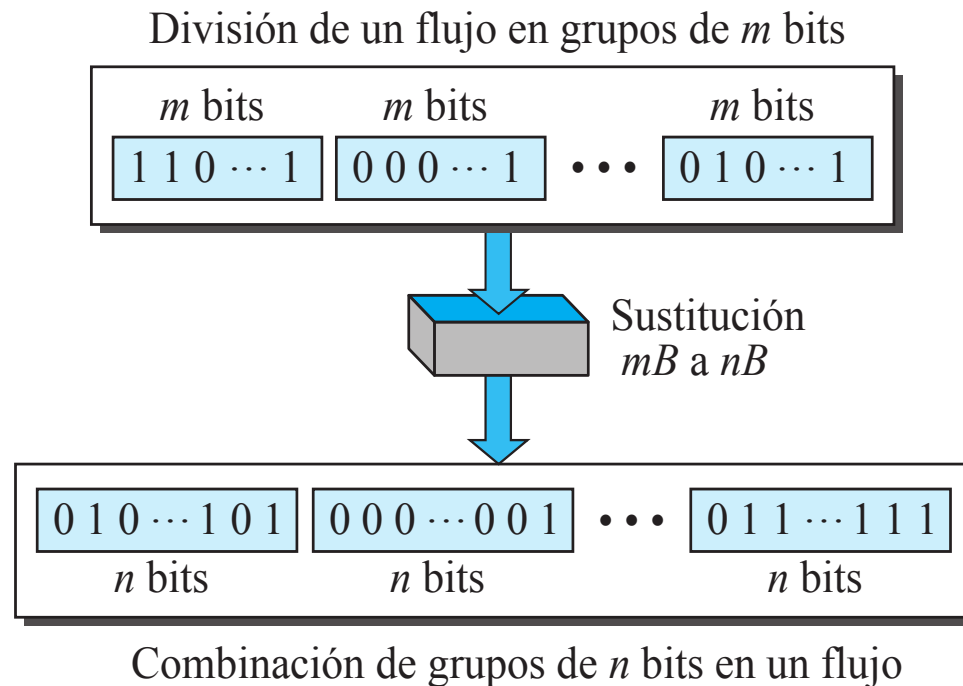 División de un flujo en grupos de m bits
m bits m bits m bits
1 1 0 ··· 1 0 0 0 ··· 1 ••• 0 1 0 ··· 1
Sustitución
mB a nB
0 1 0 ··· 1 0 1 0 0 0 ··· 0 0 1 ••• 0 1 1 ··· 1 1 1
n bits n bits n bits
Combinación de grupos de n bits en un flujo